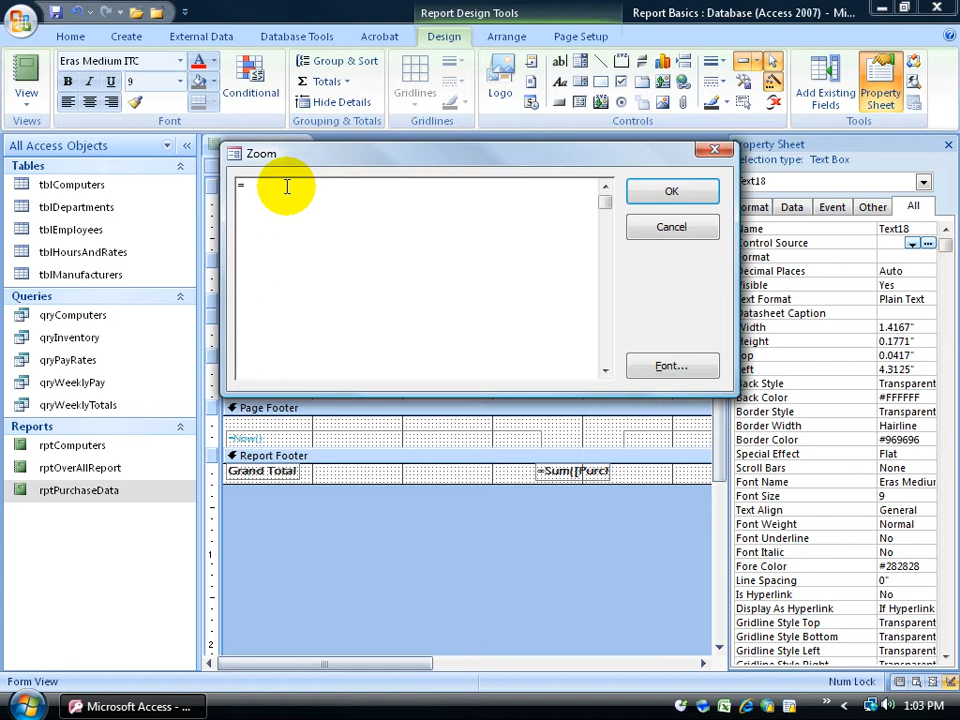 Report Design Tools
Report Basics : Database (Access 2007) - Mi...
Home
Create
External Data
Database Tools
Acrobat
Design
Arrange
Page Setup
Eras Medium ITC
A
B I U
9
View
Views
Font
Conditional
Group & Sort
Σ Totals
Hide Details
Grouping & Totals
Gridlines
Gridlines
Logo
ab|
Aa
Controls
Add Existing
Fields
Property
Sheet
Tools
All Access Objects
Tables
tblComputers
tblDepartments
tblEmployees
tblHoursAndRates
tblManufacturers
Queries
qryComputers
qryInventory
qryPayRates
qryWeeklyPay
qryWeeklyTotals
Reports
rptComputers
rptOverAllReport
rptPurchaseData
Zoom
=
OK
Cancel
Font...
Page Footer
=Now()
Report Footer
Grand Total
=Sum([Purch
1
2
Property Sheet
Selection type: Text Box
Text18
Format
Data
Event
Other
All
Name Text18
Control Source
Format
Decimal Places Auto
Visible Yes
Text Format Plain Text
Datasheet Caption
Width 1.4167"
Height 0.1771"
Top 0.0417"
Left 4.3125"
Back Style Transparent
Back Color #FFFFFF
Border Style Transparent
Border Width Hairline
Border Color #969696
Special Effect Flat
Scroll Bars None
Font Name Eras Medium
Font Size 9
Text Align General
Font Weight Normal
Font Underline No
Font Italic No
Fore Color #282828
Line Spacing 0"
Is Hyperlink No
Display As Hyperlink If Hyperlink
Gridline Style Top Transparent
Gridline Style Bottom Transparent
Gridline Style Left Transparent
Gridline Style Right Transparent
Form View
Num Lock
Microsoft Access - ...
1:03 PM